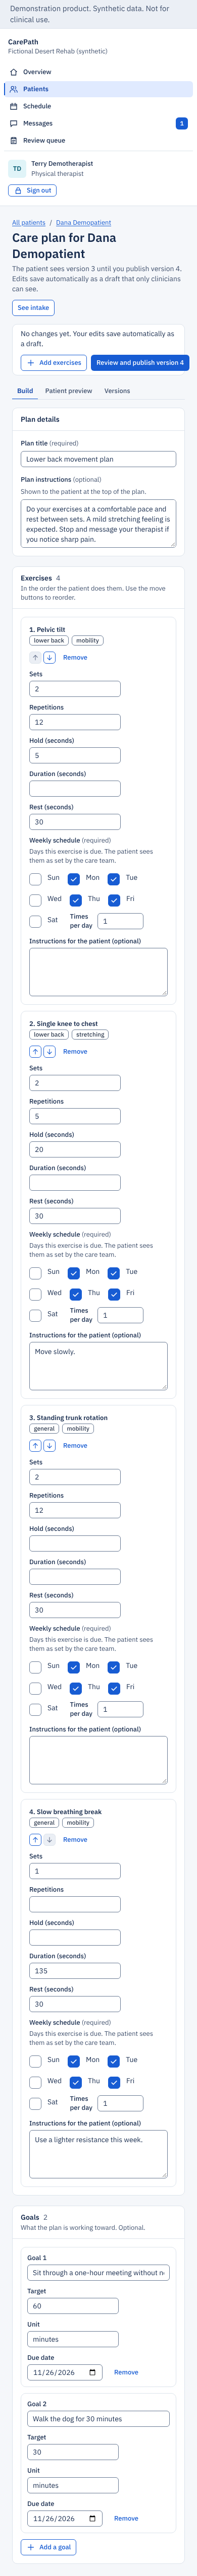 Demonstration product. Synthetic data. Not for
clinical use.
CarePath
Fictional Desert Rehab (synthetic)
Overview
Patients
Schedule
Messages 1
Review queue
TD
Terry Demotherapist
Physical therapist
Sign out
All patients / Dana Demopatient
Care plan for Dana
Demopatient
The patient sees version 3 until you publish version 4.
Edits save automatically as a draft that only clinicians
can see.
See intake
No changes yet. Your edits save automatically as
a draft.
Add exercises
Review and publish version 4
Build Patient preview Versions
Plan details
Plan title (required)
Lower back movement plan
Plan instructions (optional)
Shown to the patient at the top of the plan.
Do your exercises at a comfortable pace and
rest between sets. A mild stretching feeling is
expected. Stop and message your therapist if
you notice sharp pain.
Exercises 4
In the order the patient does them. Use the move
buttons to reorder.
1. Pelvic tilt
lower back mobility
Remove
Sets
2
Repetitions
12
Hold (seconds)
5
Duration (seconds)
Rest (seconds)
30
Weekly schedule (required)
Days this exercise is due. The patient sees
them as set by the care team.
Sun Mon Tue
Wed Thu Fri
Sat Times per day 1
Instructions for the patient (optional)
2. Single knee to chest
lower back stretching
Remove
Sets
2
Repetitions
5
Hold (seconds)
20
Duration (seconds)
Rest (seconds)
30
Weekly schedule (required)
Days this exercise is due. The patient sees
them as set by the care team.
Sun Mon Tue
Wed Thu Fri
Sat Times per day 1
Instructions for the patient (optional)
Move slowly.
3. Standing trunk rotation
general mobility
Remove
Sets
2
Repetitions
12
Hold (seconds)
Duration (seconds)
Rest (seconds)
30
Weekly schedule (required)
Days this exercise is due. The patient sees
them as set by the care team.
Sun Mon Tue
Wed Thu Fri
Sat Times per day 1
Instructions for the patient (optional)
4. Slow breathing break
general mobility
Remove
Sets
1
Repetitions
Hold (seconds)
Duration (seconds)
135
Rest (seconds)
30
Weekly schedule (required)
Days this exercise is due. The patient sees
them as set by the care team.
Sun Mon Tue
Wed Thu Fri
Sat Times per day 1
Instructions for the patient (optional)
Use a lighter resistance this week.
Goals 2
What the plan is working toward. Optional.
Goal 1
Sit through a one-hour meeting without n
Target
60
Unit
minutes
Due date
11/26/2026 Remove
Goal 2
Walk the dog for 30 minutes
Target
30
Unit
minutes
Due date
11/26/2026 Remove
Add a goal